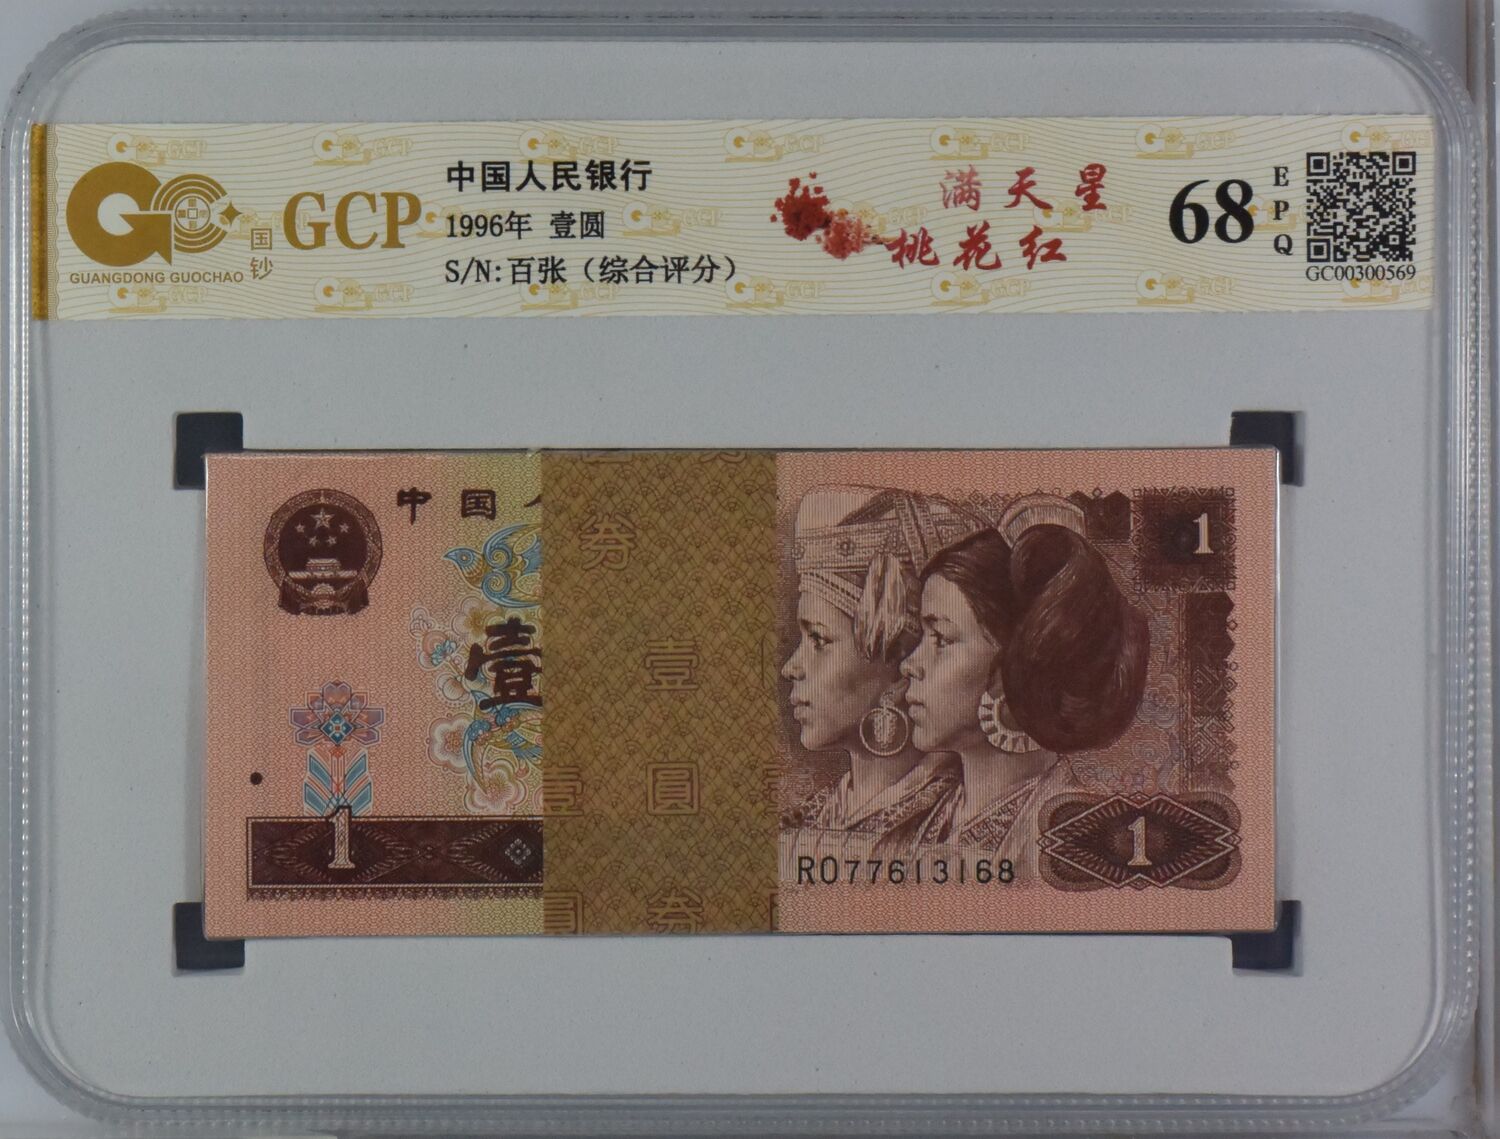 GCP
国钞
GUANGDONG GUOCHAO
中国人民银行
1996年 壹圆
S/N:百张（综合评分）
满天星
桃花红
68
EPQ
GC00300569
中国
壹
1
1
1
R077613168
券
壹
圆
壹
圆
券